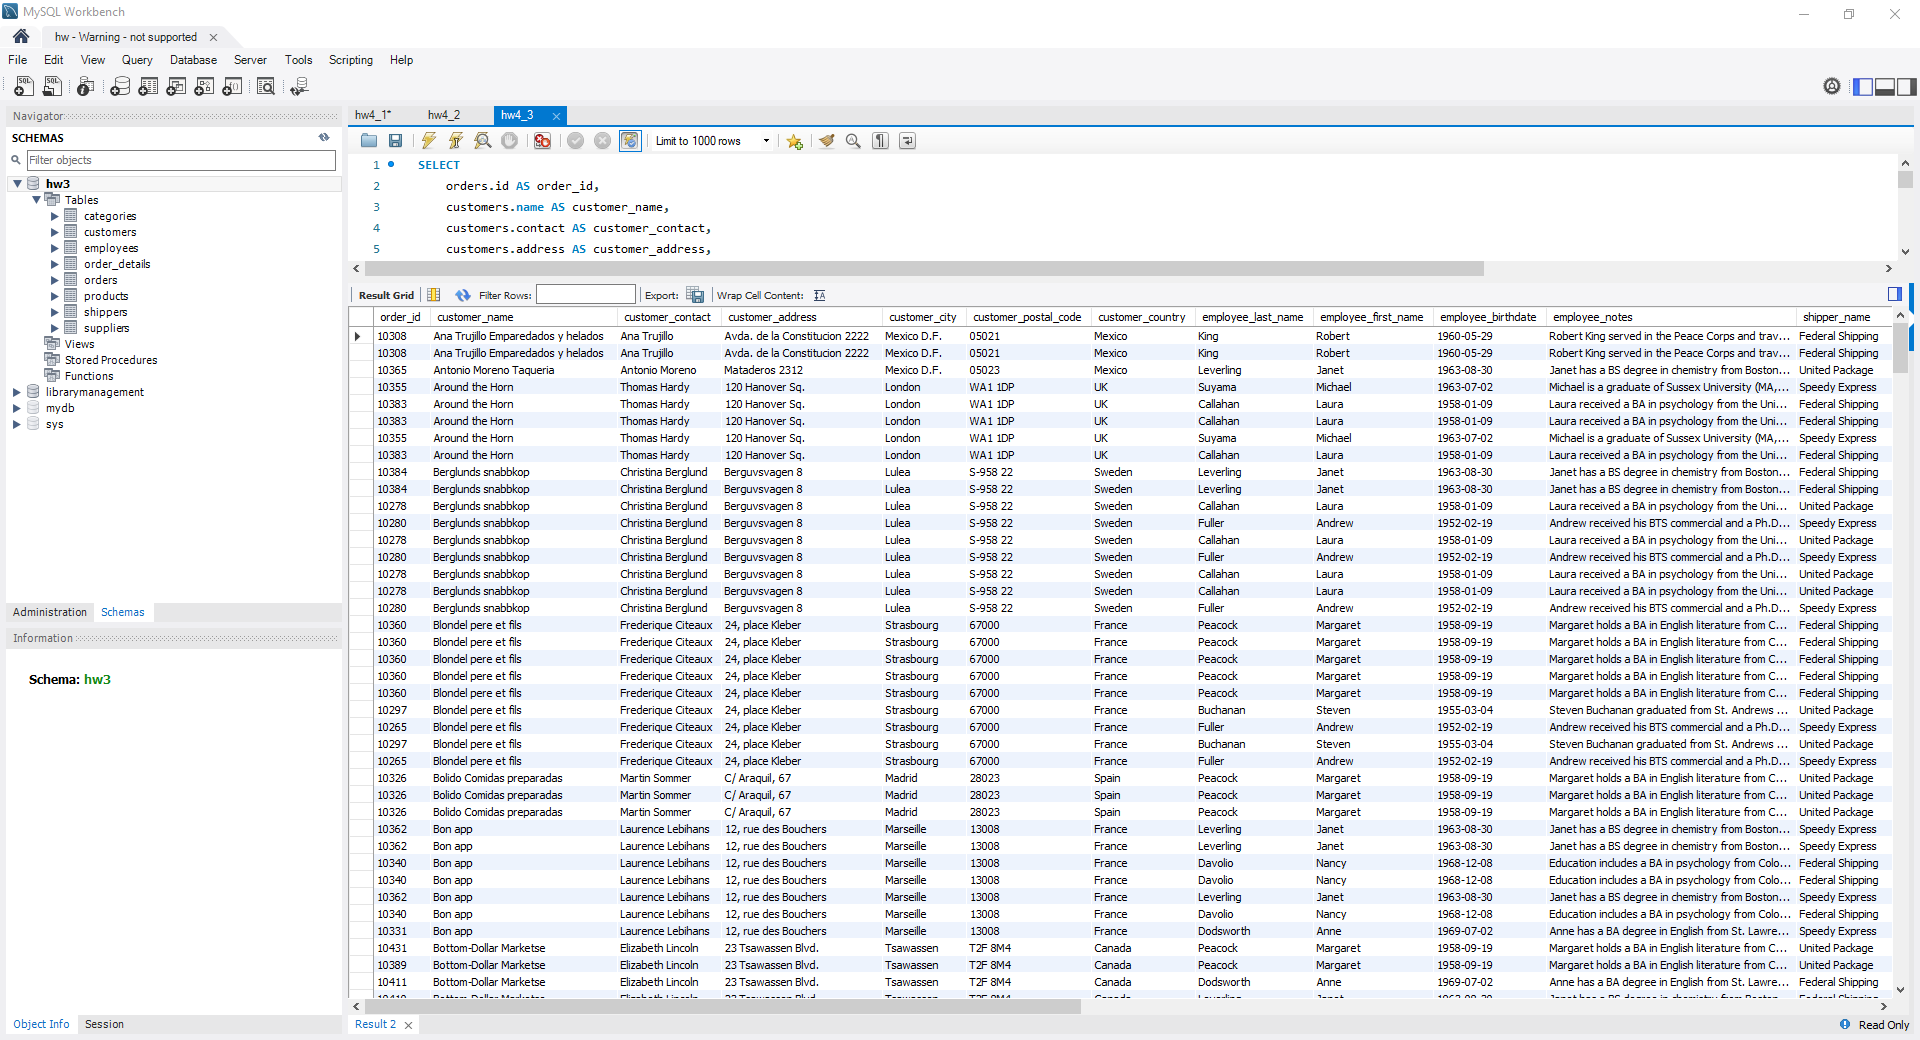 MySQL Workbench
hw - Warning - not supported
File Edit View Query Database Server Tools Scripting Help
Navigator
SCHEMAS
Filter objects
hw3
Tables
categories
customers
employees
order_details
orders
products
shippers
suppliers
Views
Stored Procedures
Functions
librarymanagement
mydb
sys
Administration Schemas
Information
Schema: hw3
Object Info Session
hw4_1* hw4_2 hw4_3
Limit to 1000 rows
1 SELECT
2 orders.id AS order_id,
3 customers.name AS customer_name,
4 customers.contact AS customer_contact,
5 customers.address AS customer_address,
Result Grid Filter Rows: Export: Wrap Cell Content:
order_id customer_name customer_contact customer_address customer_city customer_postal_code customer_country employee_last_name employee_first_name employee_birthdate employee_notes shipper_name
10308 Ana Trujillo Emparedados y helados Ana Trujillo Avda. de la Constitucion 2222 Mexico D.F. 05021 Mexico King Robert 1960-05-29 Robert King served in the Peace Corps and trav... Federal Shipping
10308 Ana Trujillo Emparedados y helados Ana Trujillo Avda. de la Constitucion 2222 Mexico D.F. 05021 Mexico King Robert 1960-05-29 Robert King served in the Peace Corps and trav... Federal Shipping
10365 Antonio Moreno Taqueria Antonio Moreno Mataderos 2312 Mexico D.F. 05023 Mexico Leverling Janet 1963-08-30 Janet has a BS degree in chemistry from Boston... United Package
10355 Around the Horn Thomas Hardy 120 Hanover Sq. London WA1 1DP UK Suyama Michael 1963-07-02 Michael is a graduate of Sussex University (MA,... Speedy Express
10383 Around the Horn Thomas Hardy 120 Hanover Sq. London WA1 1DP UK Callahan Laura 1958-01-09 Laura received a BA in psychology from the Uni... Federal Shipping
10383 Around the Horn Thomas Hardy 120 Hanover Sq. London WA1 1DP UK Callahan Laura 1958-01-09 Laura received a BA in psychology from the Uni... Federal Shipping
10355 Around the Horn Thomas Hardy 120 Hanover Sq. London WA1 1DP UK Suyama Michael 1963-07-02 Michael is a graduate of Sussex University (MA,... Speedy Express
10383 Around the Horn Thomas Hardy 120 Hanover Sq. London WA1 1DP UK Callahan Laura 1958-01-09 Laura received a BA in psychology from the Uni... Federal Shipping
10384 Berglunds snabbkop Christina Berglund Berguvsvagen 8 Lulea S-958 22 Sweden Leverling Janet 1963-08-30 Janet has a BS degree in chemistry from Boston... Federal Shipping
10384 Berglunds snabbkop Christina Berglund Berguvsvagen 8 Lulea S-958 22 Sweden Leverling Janet 1963-08-30 Janet has a BS degree in chemistry from Boston... Federal Shipping
10278 Berglunds snabbkop Christina Berglund Berguvsvagen 8 Lulea S-958 22 Sweden Callahan Laura 1958-01-09 Laura received a BA in psychology from the Uni... United Package
10280 Berglunds snabbkop Christina Berglund Berguvsvagen 8 Lulea S-958 22 Sweden Fuller Andrew 1952-02-19 Andrew received his BTS commercial and a Ph.D... Speedy Express
10278 Berglunds snabbkop Christina Berglund Berguvsvagen 8 Lulea S-958 22 Sweden Callahan Laura 1958-01-09 Laura received a BA in psychology from the Uni... United Package
10280 Berglunds snabbkop Christina Berglund Berguvsvagen 8 Lulea S-958 22 Sweden Fuller Andrew 1952-02-19 Andrew received his BTS commercial and a Ph.D... Speedy Express
10278 Berglunds snabbkop Christina Berglund Berguvsvagen 8 Lulea S-958 22 Sweden Callahan Laura 1958-01-09 Laura received a BA in psychology from the Uni... United Package
10278 Berglunds snabbkop Christina Berglund Berguvsvagen 8 Lulea S-958 22 Sweden Callahan Laura 1958-01-09 Laura received a BA in psychology from the Uni... United Package
10280 Berglunds snabbkop Christina Berglund Berguvsvagen 8 Lulea S-958 22 Sweden Fuller Andrew 1952-02-19 Andrew received his BTS commercial and a Ph.D... Speedy Express
10360 Blondel pere et fils Frederique Citeaux 24, place Kleber Strasbourg 67000 France Peacock Margaret 1958-09-19 Margaret holds a BA in English literature from C... Federal Shipping
10360 Blondel pere et fils Frederique Citeaux 24, place Kleber Strasbourg 67000 France Peacock Margaret 1958-09-19 Margaret holds a BA in English literature from C... Federal Shipping
10360 Blondel pere et fils Frederique Citeaux 24, place Kleber Strasbourg 67000 France Peacock Margaret 1958-09-19 Margaret holds a BA in English literature from C... Federal Shipping
10360 Blondel pere et fils Frederique Citeaux 24, place Kleber Strasbourg 67000 France Peacock Margaret 1958-09-19 Margaret holds a BA in English literature from C... Federal Shipping
10360 Blondel pere et fils Frederique Citeaux 24, place Kleber Strasbourg 67000 France Peacock Margaret 1958-09-19 Margaret holds a BA in English literature from C... Federal Shipping
10297 Blondel pere et fils Frederique Citeaux 24, place Kleber Strasbourg 67000 France Buchanan Steven 1955-03-04 Steven Buchanan graduated from St. Andrews ... United Package
10265 Blondel pere et fils Frederique Citeaux 24, place Kleber Strasbourg 67000 France Fuller Andrew 1952-02-19 Andrew received his BTS commercial and a Ph.D... Speedy Express
10297 Blondel pere et fils Frederique Citeaux 24, place Kleber Strasbourg 67000 France Buchanan Steven 1955-03-04 Steven Buchanan graduated from St. Andrews ... United Package
10265 Blondel pere et fils Frederique Citeaux 24, place Kleber Strasbourg 67000 France Fuller Andrew 1952-02-19 Andrew received his BTS commercial and a Ph.D... Speedy Express
10326 Bolido Comidas preparadas Martin Sommer C/ Araquil, 67 Madrid 28023 Spain Peacock Margaret 1958-09-19 Margaret holds a BA in English literature from C... United Package
10326 Bolido Comidas preparadas Martin Sommer C/ Araquil, 67 Madrid 28023 Spain Peacock Margaret 1958-09-19 Margaret holds a BA in English literature from C... United Package
10326 Bolido Comidas preparadas Martin Sommer C/ Araquil, 67 Madrid 28023 Spain Peacock Margaret 1958-09-19 Margaret holds a BA in English literature from C... United Package
10362 Bon app Laurence Lebihans 12, rue des Bouchers Marseille 13008 France Leverling Janet 1963-08-30 Janet has a BS degree in chemistry from Boston... Speedy Express
10362 Bon app Laurence Lebihans 12, rue des Bouchers Marseille 13008 France Leverling Janet 1963-08-30 Janet has a BS degree in chemistry from Boston... Speedy Express
10340 Bon app Laurence Lebihans 12, rue des Bouchers Marseille 13008 France Davolio Nancy 1968-12-08 Education includes a BA in psychology from Colo... Federal Shipping
10340 Bon app Laurence Lebihans 12, rue des Bouchers Marseille 13008 France Davolio Nancy 1968-12-08 Education includes a BA in psychology from Colo... Federal Shipping
10362 Bon app Laurence Lebihans 12, rue des Bouchers Marseille 13008 France Leverling Janet 1963-08-30 Janet has a BS degree in chemistry from Boston... Speedy Express
10340 Bon app Laurence Lebihans 12, rue des Bouchers Marseille 13008 France Davolio Nancy 1968-12-08 Education includes a BA in psychology from Colo... Federal Shipping
10331 Bon app Laurence Lebihans 12, rue des Bouchers Marseille 13008 France Dodsworth Anne 1969-07-02 Anne has a BA degree in English from St. Lawre... Speedy Express
10431 Bottom-Dollar Marketse Elizabeth Lincoln 23 Tsawassen Blvd. Tsawassen T2F 8M4 Canada Peacock Margaret 1958-09-19 Margaret holds a BA in English literature from C... United Package
10389 Bottom-Dollar Marketse Elizabeth Lincoln 23 Tsawassen Blvd. Tsawassen T2F 8M4 Canada Peacock Margaret 1958-09-19 Margaret holds a BA in English literature from C... United Package
10411 Bottom-Dollar Marketse Elizabeth Lincoln 23 Tsawassen Blvd. Tsawassen T2F 8M4 Canada Dodsworth Anne 1969-07-02 Anne has a BA degree in English from St. Lawre... Federal Shipping
Result 2
Read Only